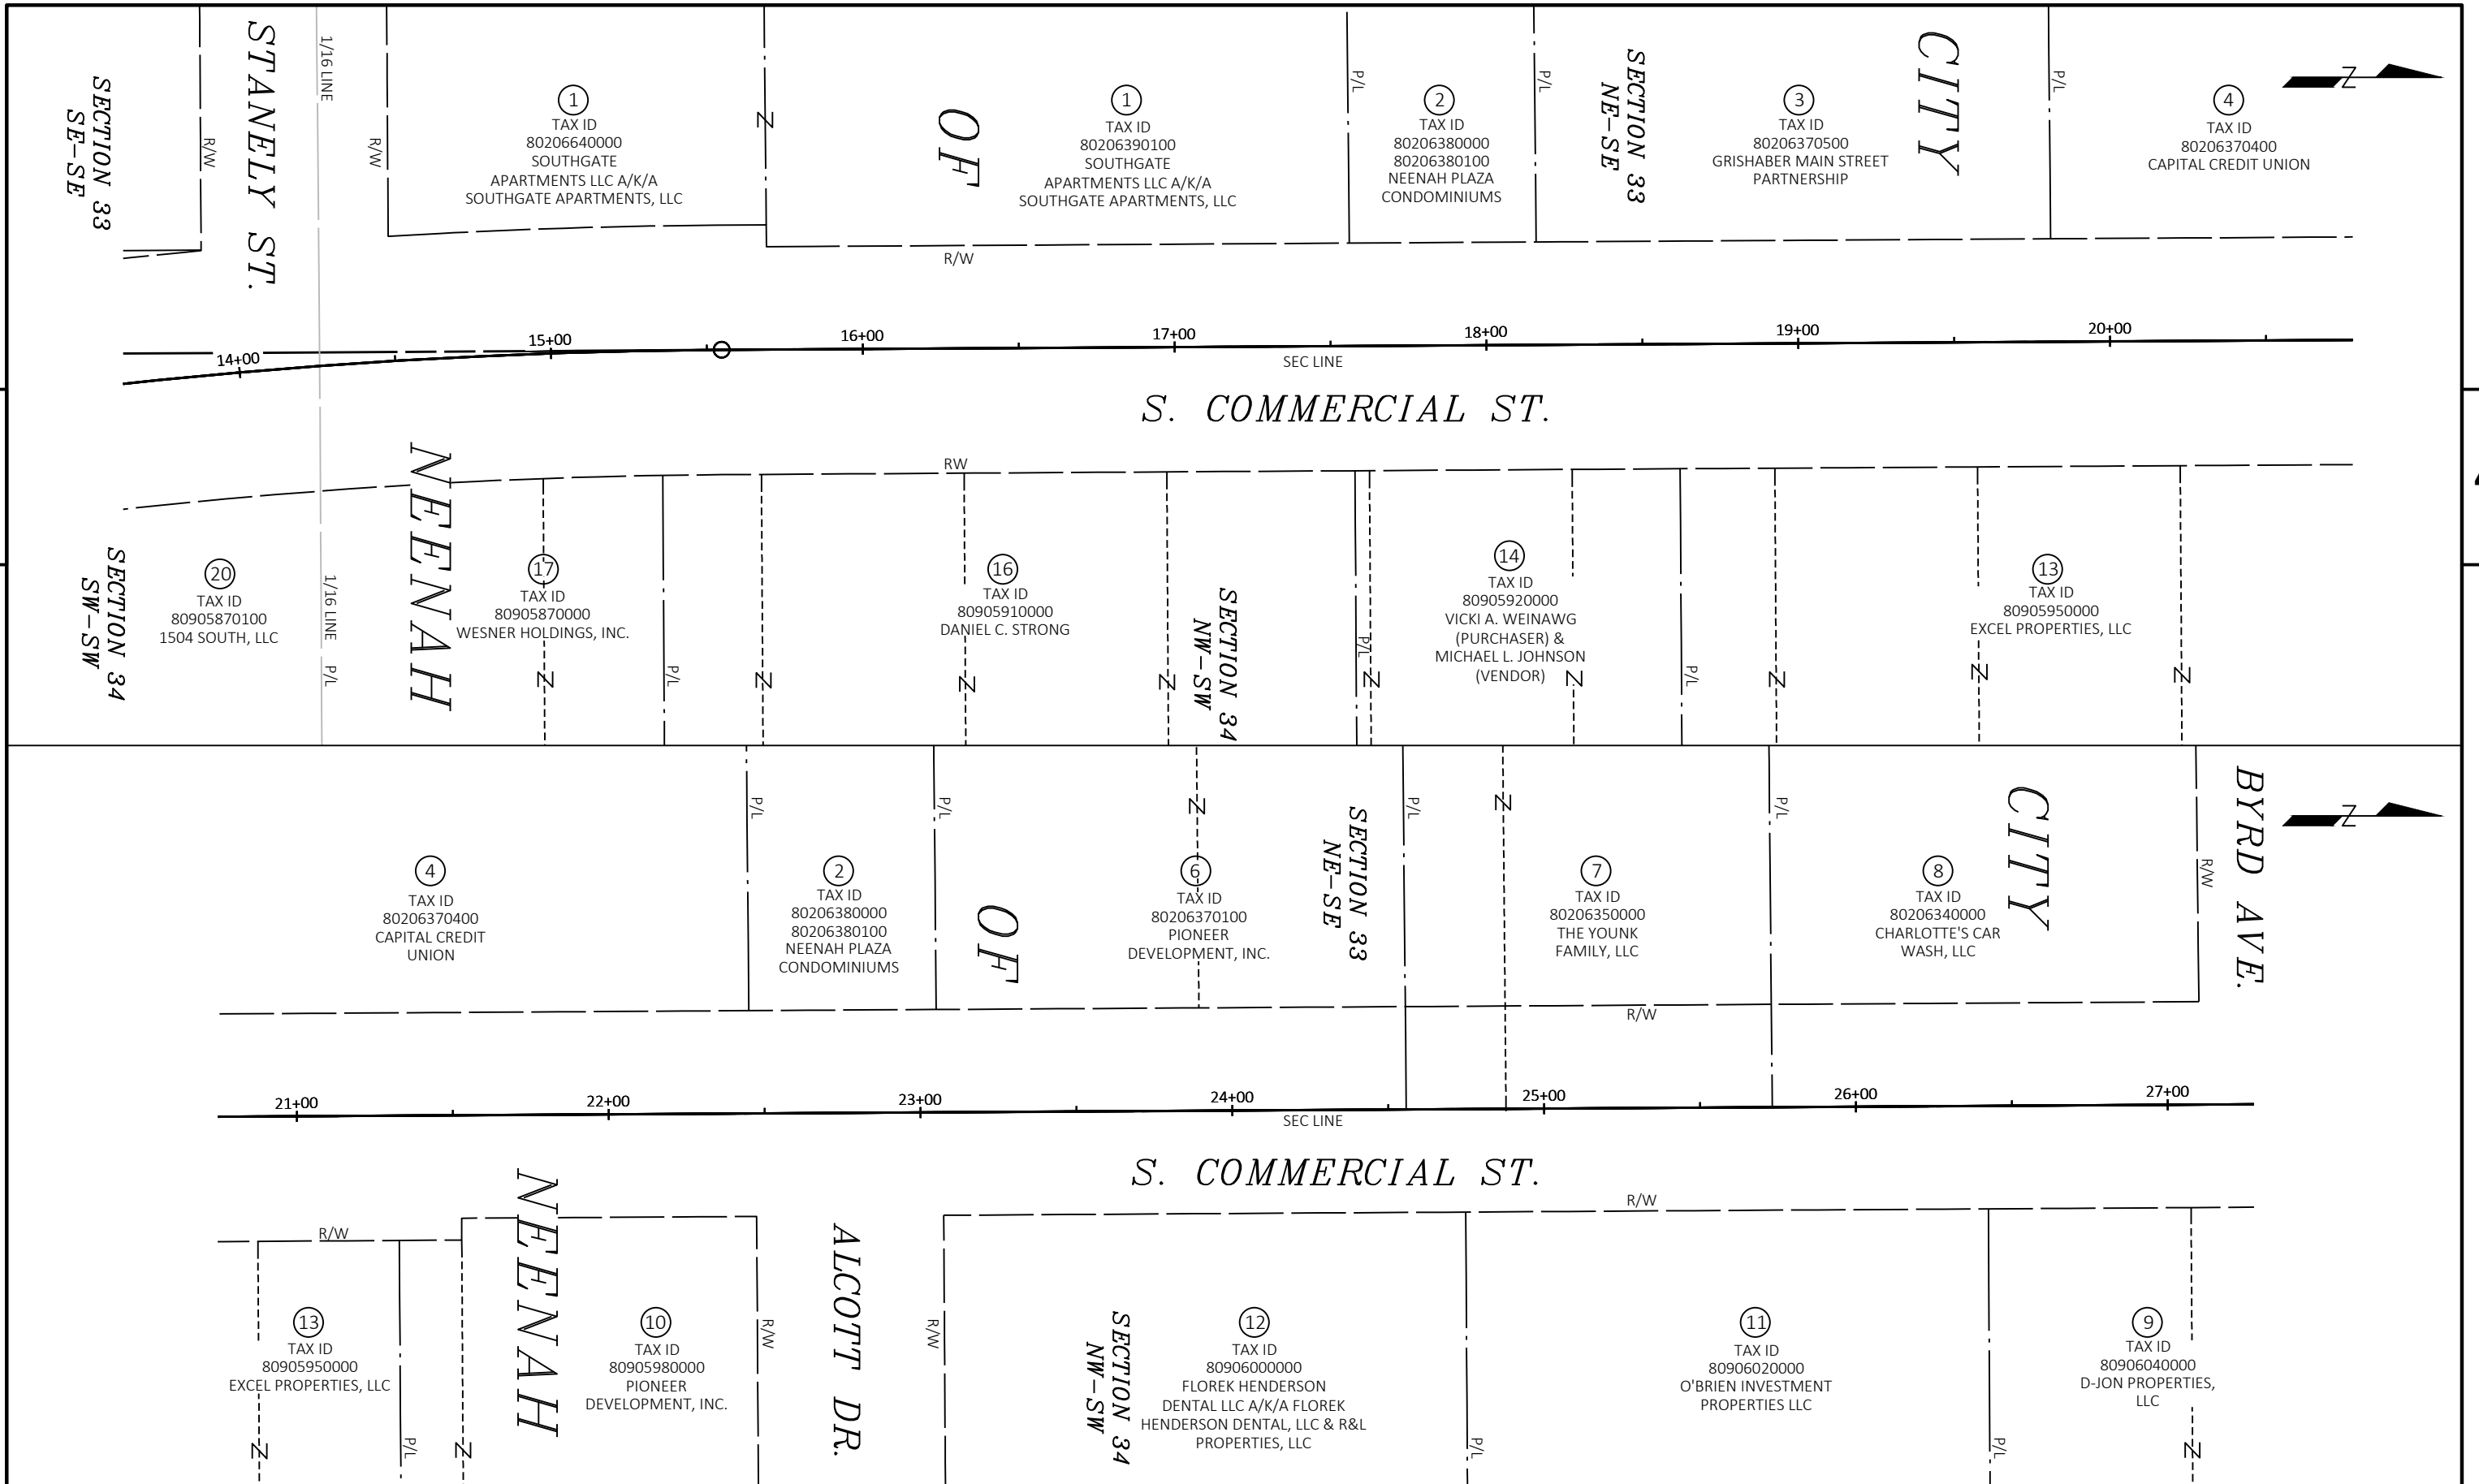 STANELY ST.
1/16 LINE
SECTION 33
SE-SE
R/W
R/W
1
TAX ID
80206640000
SOUTHGATE
APARTMENTS LLC A/K/A
SOUTHGATE APARTMENTS, LLC
Z
OF
1
TAX ID
80206390100
SOUTHGATE
APARTMENTS LLC A/K/A
SOUTHGATE APARTMENTS, LLC
P/L
2
TAX ID
80206380000
80206380100
NEENAH PLAZA
CONDOMINIUMS
P/L
SECTION 33
NE-SE
3
TAX ID
80206370500
GRISHABER MAIN STREET
PARTNERSHIP
CITY
P/L
4
TAX ID
80206370400
CAPITAL CREDIT UNION
Z
R/W
14+00
15+00
16+00
17+00
18+00
19+00
20+00
SEC LINE
S. COMMERCIAL ST.
RW
SECTION 34
SW-SW
20
TAX ID
80905870100
1504 SOUTH, LLC
1/16 LINE
P/L
NEENAH
17
TAX ID
80905870000
WESNER HOLDINGS, INC.
Z
P/L
Z
16
TAX ID
80905910000
DANIEL C. STRONG
Z
Z
SECTION 34
NW-SW
P/L
Z
14
TAX ID
80905920000
VICKI A. WEINAWG
(PURCHASER) &
MICHAEL L. JOHNSON
(VENDOR)
Z
P/L
Z
13
TAX ID
80905950000
EXCEL PROPERTIES, LLC
Z
Z
4
TAX ID
80206370400
CAPITAL CREDIT
UNION
P/L
2
TAX ID
80206380000
80206380100
NEENAH PLAZA
CONDOMINIUMS
P/L
OF
Z
6
TAX ID
80206370100
PIONEER
DEVELOPMENT, INC.
SECTION 33
NE-SE
P/L
Z
7
TAX ID
80206350000
THE YOUNK
FAMILY, LLC
P/L
8
TAX ID
80206340000
CHARLOTTE'S CAR
WASH, LLC
CITY
R/W
BYRD AVE.
Z
R/W
21+00
22+00
23+00
24+00
25+00
26+00
27+00
SEC LINE
S. COMMERCIAL ST.
R/W
R/W
13
TAX ID
80905950000
EXCEL PROPERTIES, LLC
Z
P/L
Z
NEENAH
10
TAX ID
80905980000
PIONEER
DEVELOPMENT, INC.
R/W
ALCOTT DR.
R/W
SECTION 34
NW-SW
12
TAX ID
80906000000
FLOREK HENDERSON
DENTAL LLC A/K/A FLOREK
HENDERSON DENTAL, LLC & R&L
PROPERTIES, LLC
P/L
11
TAX ID
80906020000
O'BRIEN INVESTMENT
PROPERTIES LLC
P/L
9
TAX ID
80906040000
D-JON PROPERTIES,
LLC
Z